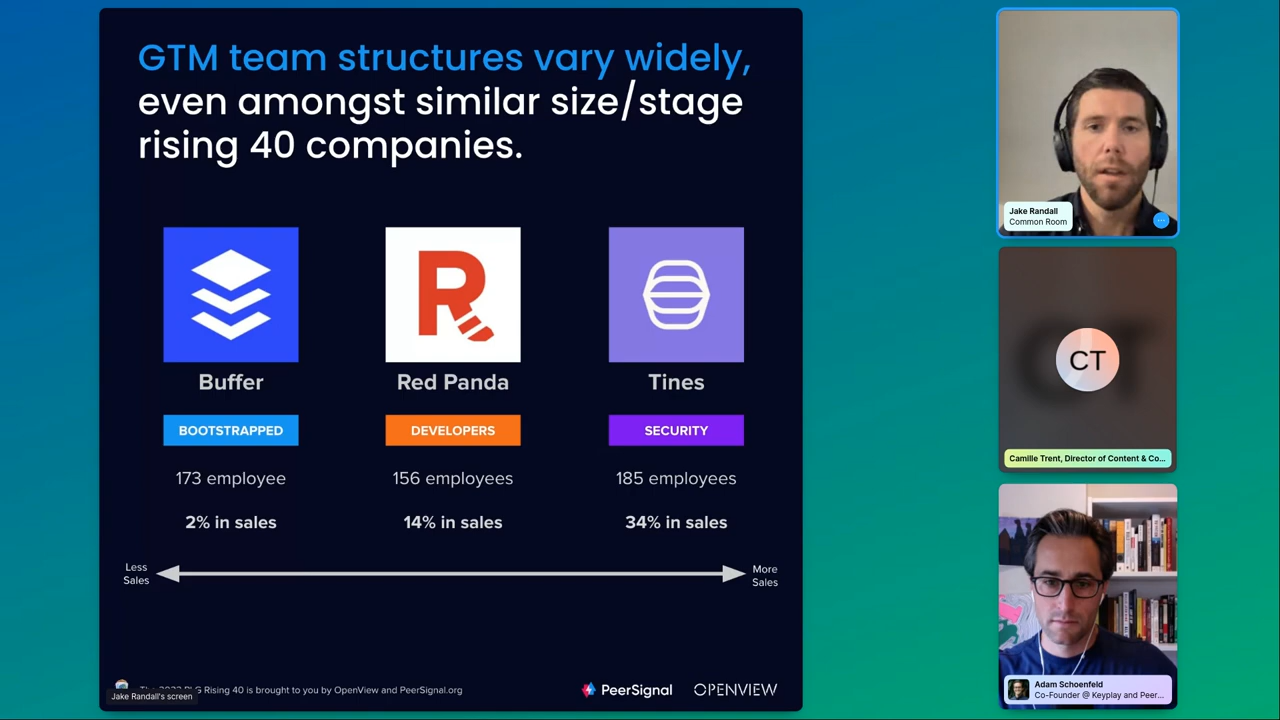 GTM team structures vary widely,
even amongst similar size/stage
rising 40 companies.
R
Buffer
Red Panda
Tines
BOOTSTRAPPED
DEVELOPERS
SECURITY
173 employee
156 employees
185 employees
2% in sales
14% in sales
34% in sales
Less
Sales
More
Sales
Rising 40 is brought to you by OpenView and PeerSignal.org
Jake Randall's screen
PeerSignal
OPENVIEW
Jake Randall
Common Room
CT
Camille Trent, Director of Content & Co...
Adam Schoenfeld
Co-Founder @ Keyplay and Peer...